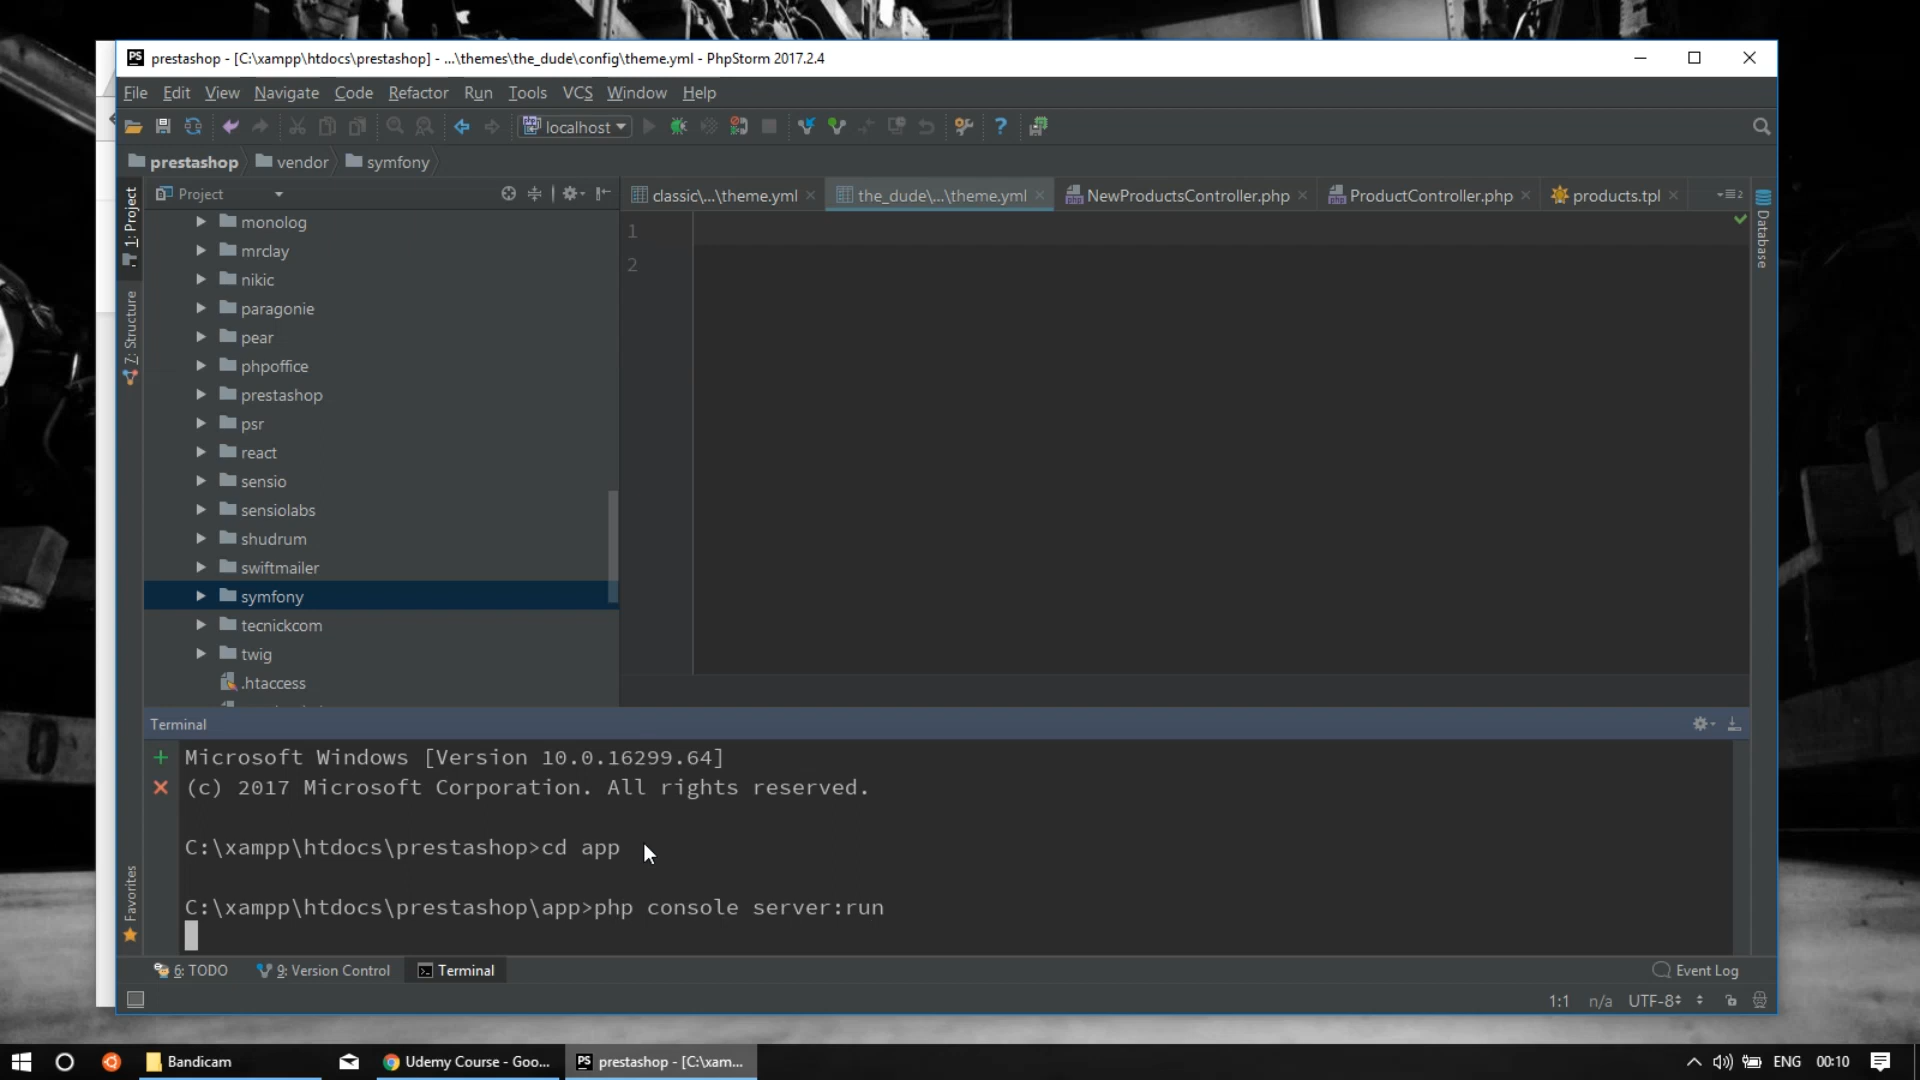 prestashop - [C:\xampp\htdocs\prestashop] - ...\themes\the_dude\config\theme.yml - PhpStorm 2017.2.4
File Edit View Navigate Code Refactor Run Tools VCS Window Help
localhost
prestashop vendor symfony
Project
classic\...\theme.yml the_dude\...\theme.yml NewProductsController.php ProductController.php products.tpl
1: Project
7: Structure
Favorites
Database
monolog
mrclay
nikic
paragonie
pear
phpoffice
prestashop
psr
react
sensio
sensiolabs
shudrum
swiftmailer
symfony
tecnickcom
twig
.htaccess
1
2
Terminal
Microsoft Windows [Version 10.0.16299.64]
(c) 2017 Microsoft Corporation. All rights reserved.
C:\xampp\htdocs\prestashop>cd app
C:\xampp\htdocs\prestashop\app>php console server:run
6: TODO 9: Version Control Terminal Event Log
1:1 n/a UTF-8
Bandicam Udemy Course - Goo... prestashop - [C:\xam... ENG 00:10